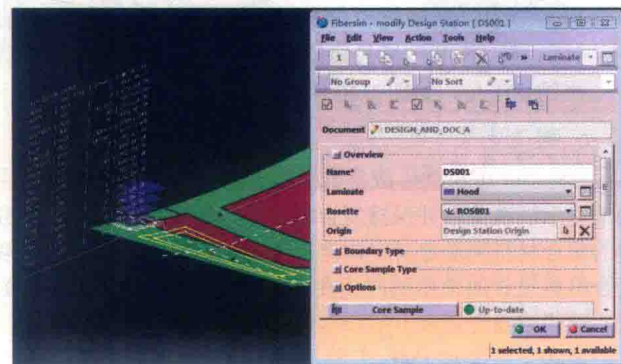 Fibersim - modify Design Station [ DS001 ]
File Edit View Action Tools Help
1 Laminate
No Group No Sort
Document DESIGN_AND_DOC_A
Overview
Name* DS001
Laminate Hood
Rosette ROS001
Origin Design Station Origin
Boundary Type
Core Sample Type
Options
Core Sample Up-to-date
OK Cancel
1 selected, 1 shown, 1 available